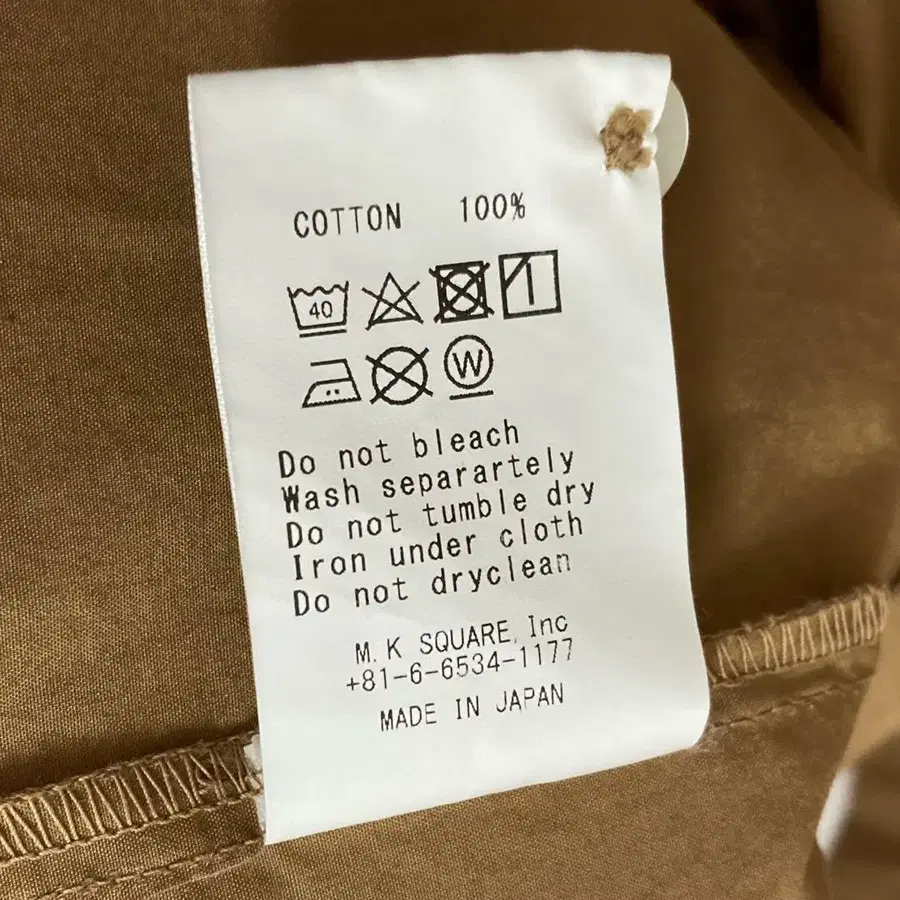 COTTON 100%
40
W
Do not bleach
Wash separartely
Do not tumble dry
Iron under cloth
Do not dryclean
M.K SQUARE, Inc
+81-6-6534-1177
MADE IN JAPAN